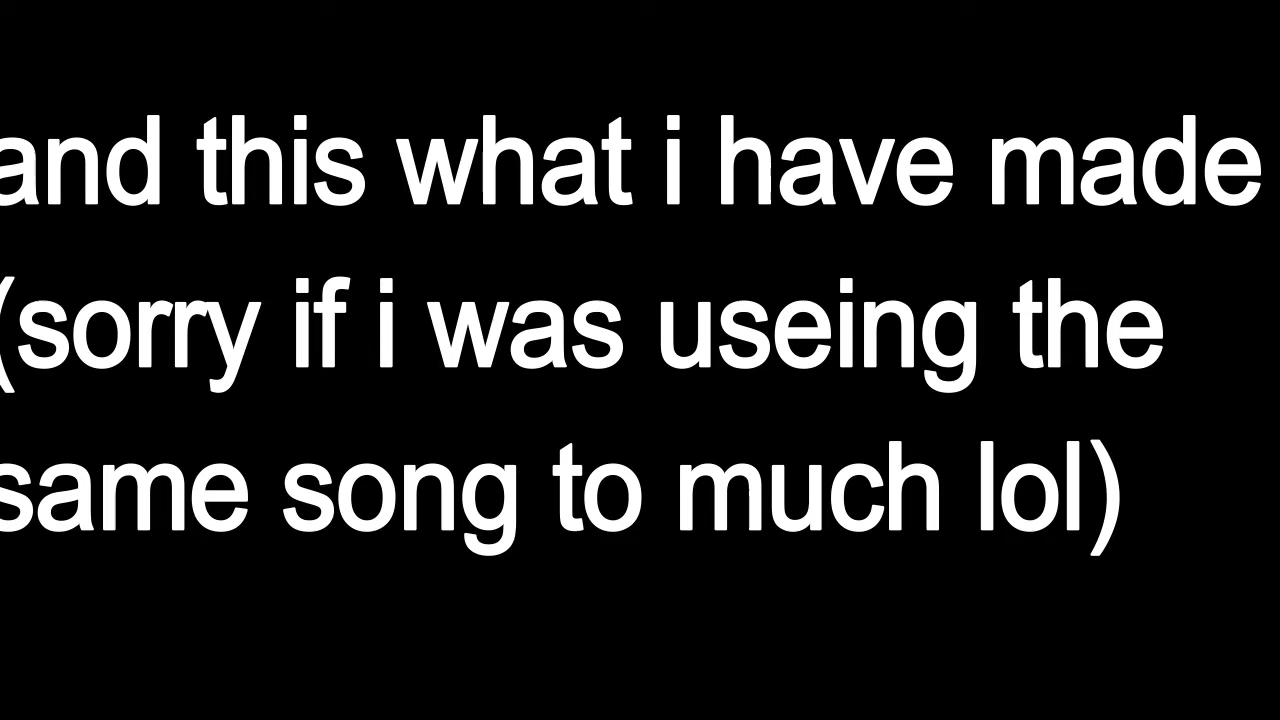 and this what i have made
(sorry if i was useing the
same song to much lol)